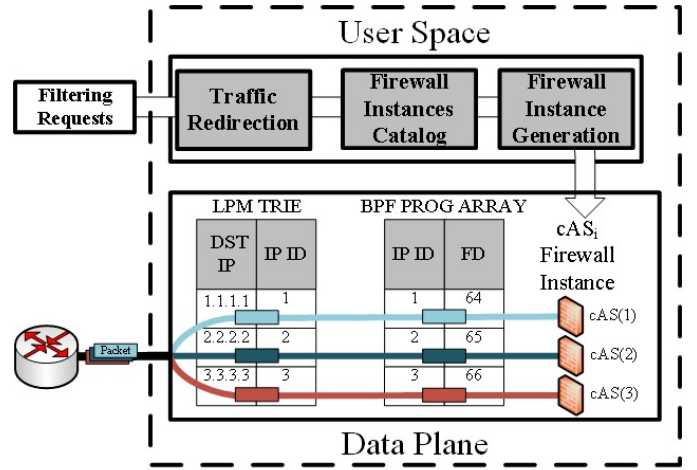 User Space
Filtering
Requests
Traffic
Redirection
Firewall
Instances
Catalog
Firewall
Instance
Generation
LPM TRIE
BPF PROG ARRAY
cASi
Firewall
Instance
DST
IP
IP ID
IP ID
FD
1.1.1.1
1
1
64
cAS(1)
Packet
2.2.2.2
2
2
65
cAS(2)
3.3.3.3
3
3
66
cAS(3)
Data Plane